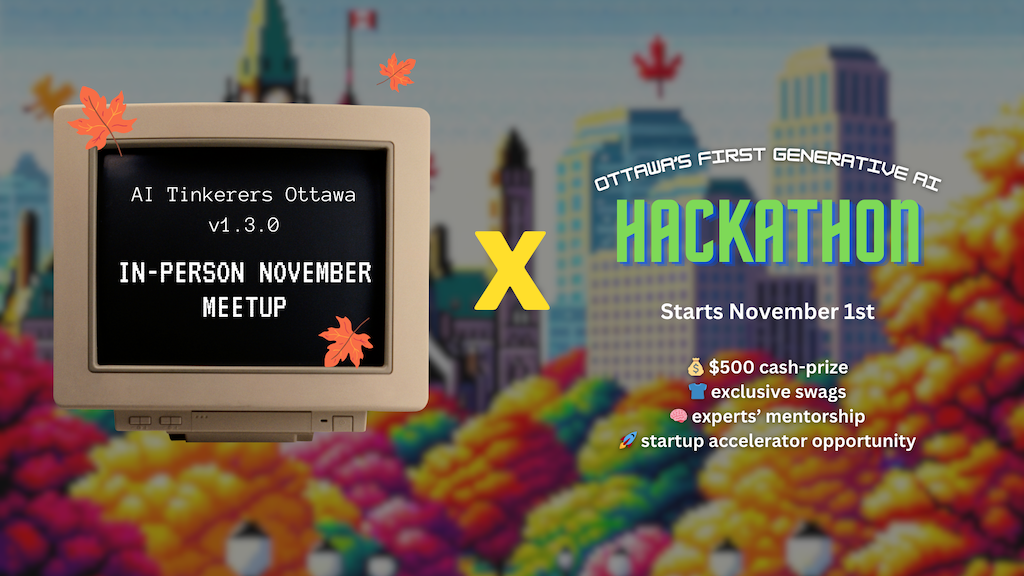 AI Tinkerers Ottawa
v1.3.0
IN-PERSON NOVEMBER
MEETUP
X
OTTAWA'S FIRST GENERATIVE AI
HACKATHON
Starts November 1st
💰 $500 cash-prize
👕 exclusive swags
🧠 experts' mentorship
🚀 startup accelerator opportunity